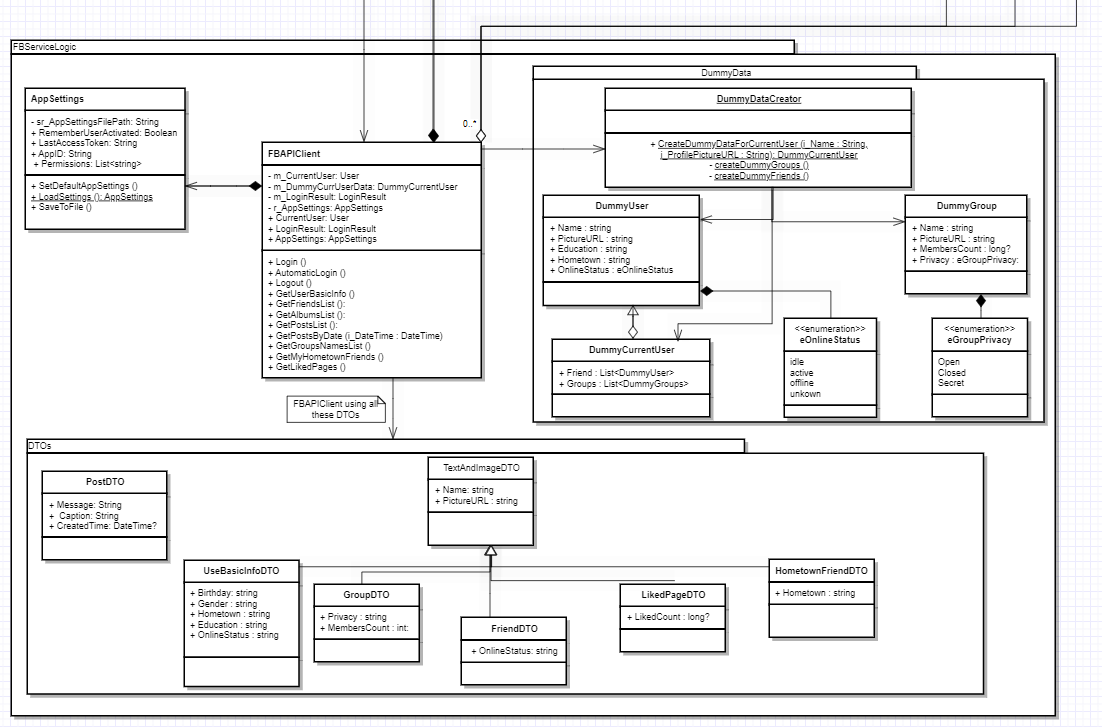 FBServiceLogic
AppSettings
- sr_AppSettingsFilePath: String
+ RememberUserActivated: Boolean
+ LastAccessToken: String
+ AppID: String
+ Permissions: List<string>
+ SetDefaultAppSettings ()
+ LoadSettings (): AppSettings
+ SaveToFile ()
0..*
FBAPIClient
- m_CurrentUser: User
- m_DummyCurrUserData: DummyCurrentUser
- m_LoginResult: LoginResult
- r_AppSettings: AppSettings
+ CurrentUser: User
+ LoginResult: LoginResult
+ AppSettings: AppSettings
+ Login ()
+ AutomaticLogin ()
+ Logout ()
+ GetUserBasicInfo ()
+ GetFriendsList ():
+ GetAlbumsList ():
+ GetPostsList ():
+ GetPostsByDate (i_DateTime : DateTime)
+ GetGroupsNamesList ()
+ GetMyHometownFriends ()
+ GetLikedPages ()
FBAPIClient using all
these DTOs
DummyData
DummyDataCreator
+ CreateDummyDataForCurrentUser (i_Name : String,
i_ProfilePictureURL : String): DummyCurrentUser
- createDummyGroups ()
- createDummyFriends ()
DummyUser
+ Name : string
+ PictureURL : string
+ Education : string
+ Hometown : string
+ OnlineStatus : eOnlineStatus
DummyGroup
+ Name : string
+ PictureURL : string
+ MembersCount : long?
+ Privacy : eGroupPrivacy:
DummyCurrentUser
+ Friend : List<DummyUser>
+ Groups : List<DummyGroups>
<<enumeration>>
eOnlineStatus
idle
active
offline
unkown
<<enumeration>>
eGroupPrivacy
Open
Closed
Secret
DTOs
PostDTO
+ Message: String
+ Caption: String
+ CreatedTime: DateTime?
TextAndImageDTO
+ Name: string
+ PictureURL : string
UseBasicInfoDTO
+ Birthday: string
+ Gender : string
+ Hometown : string
+ Education : string
+ OnlineStatus : string
GroupDTO
+ Privacy : string
+ MembersCount : int:
FriendDTO
+ OnlineStatus: string
LikedPageDTO
+ LikedCount : long?
HometownFriendDTO
+ Hometown : string